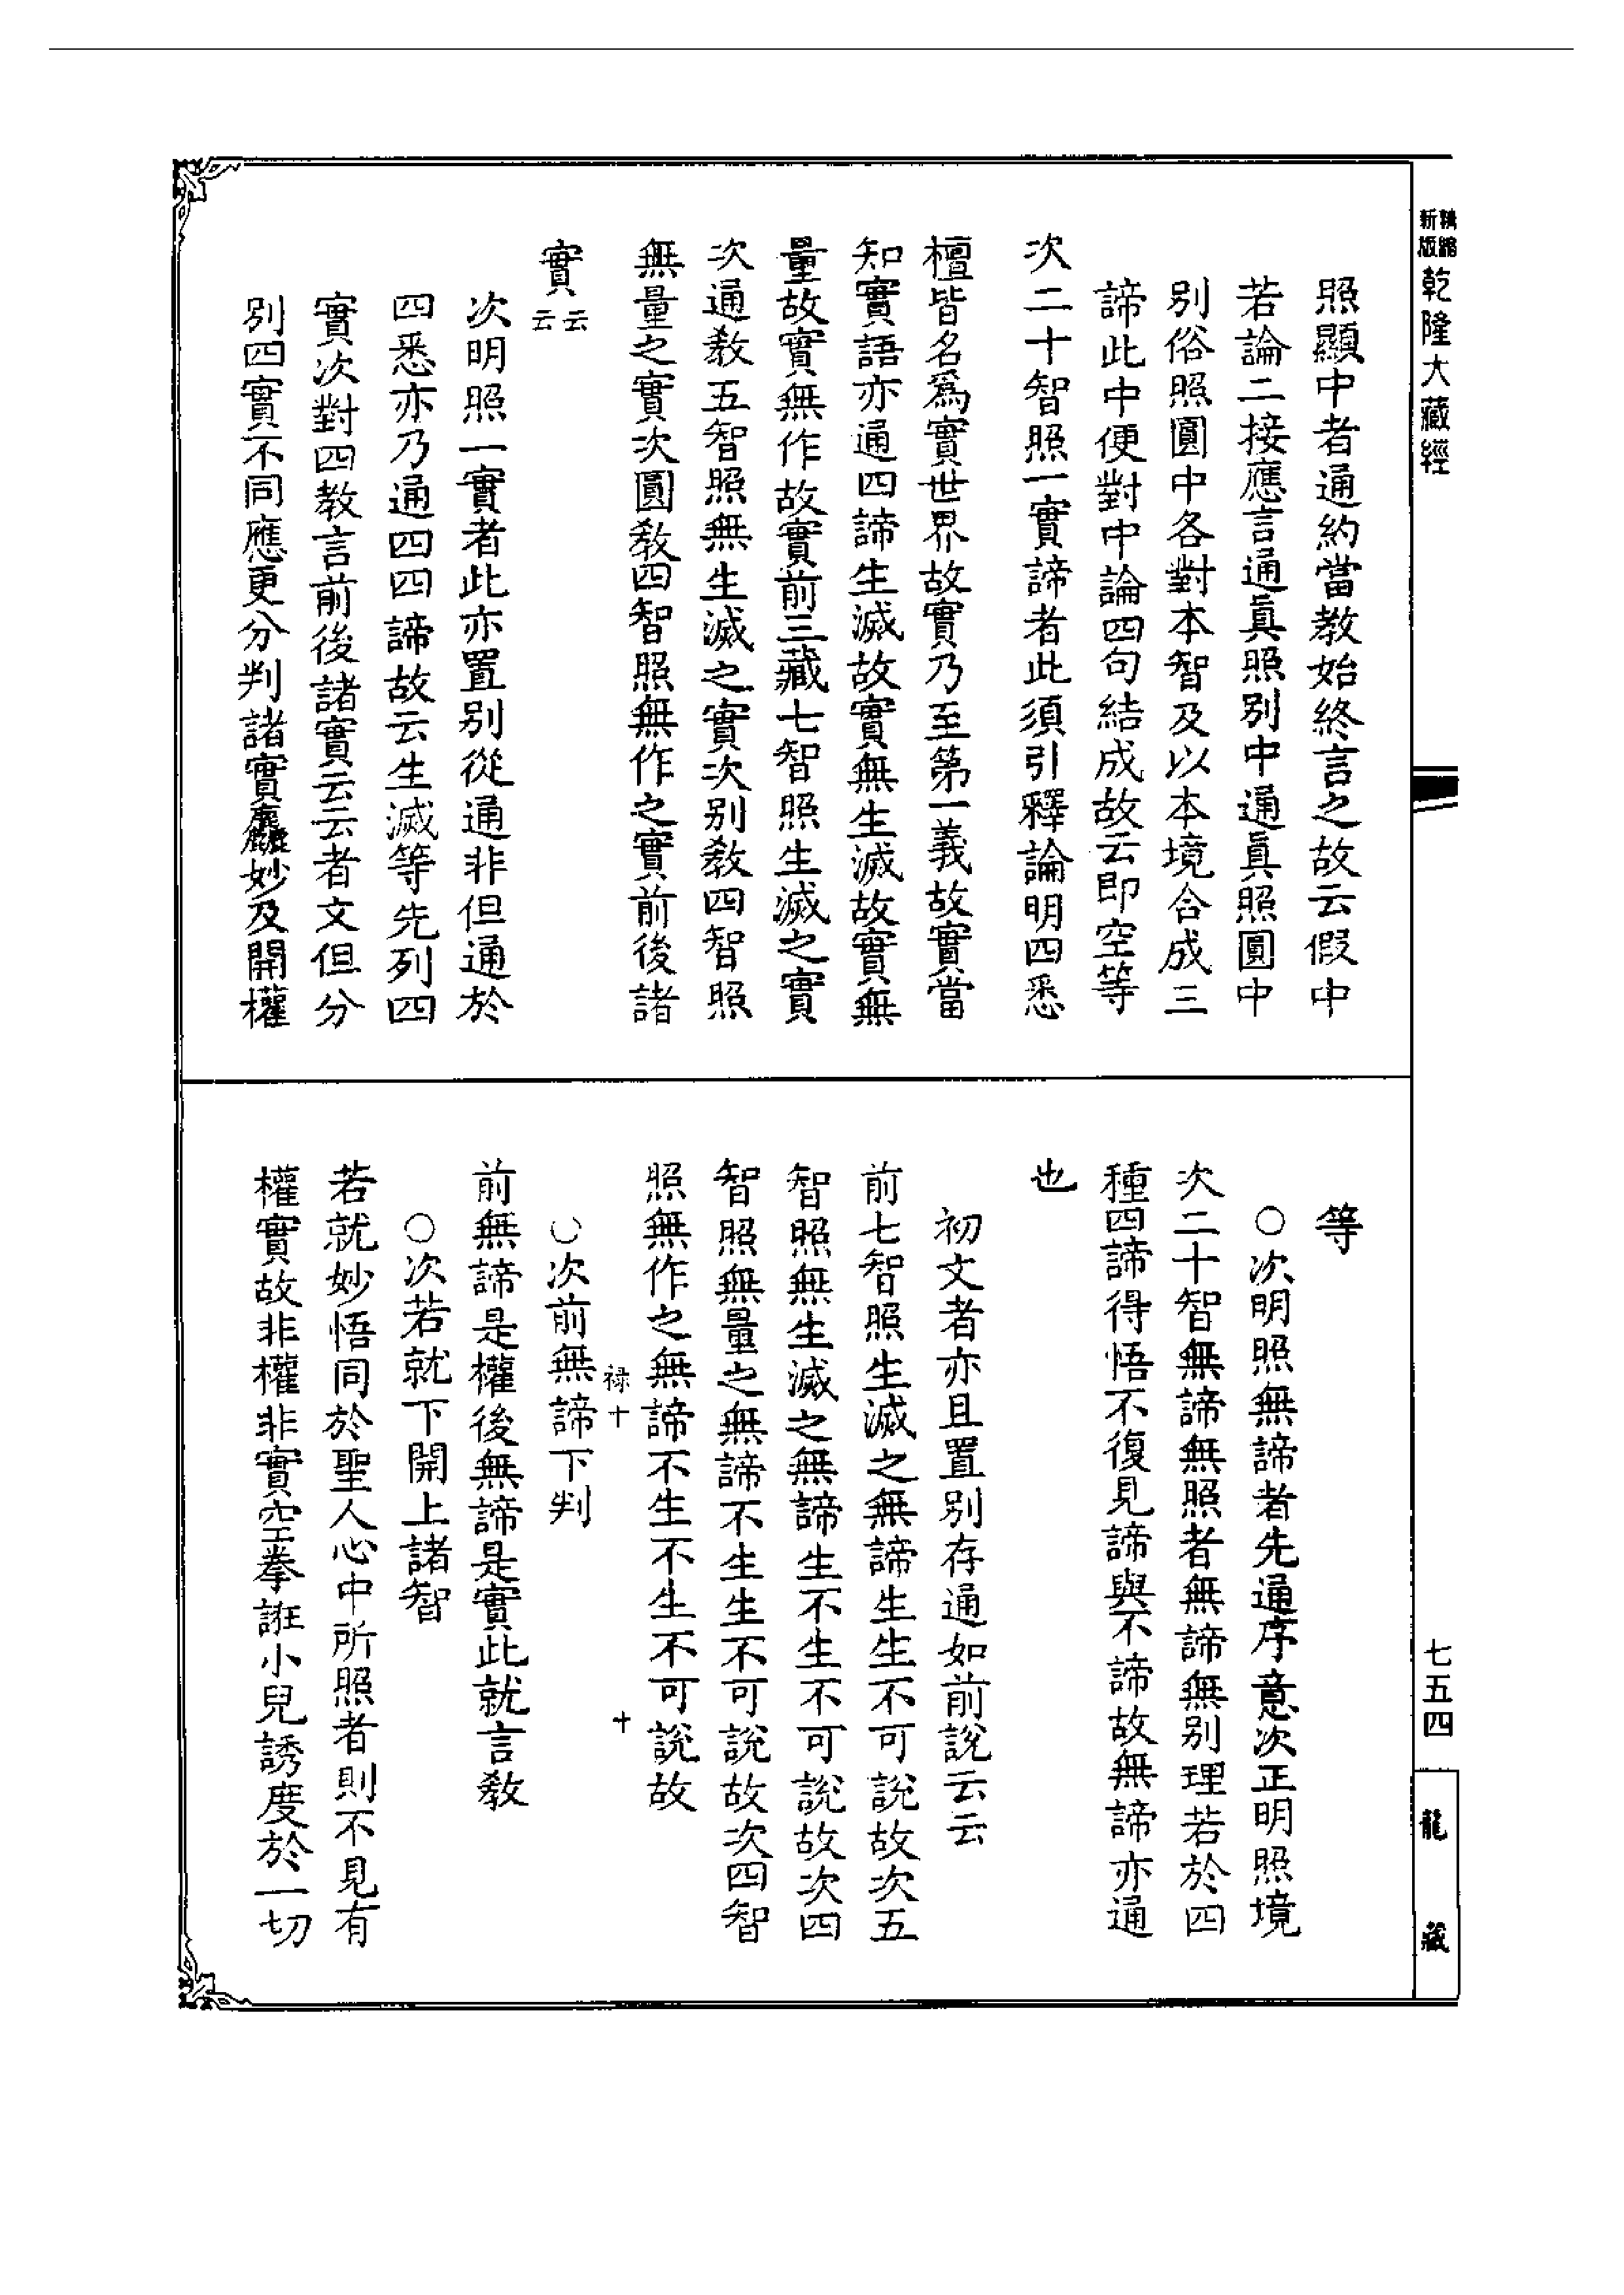 精縮新版乾隆大藏經
照顯中者通約當教始終言之故云假中
若論二接應言通眞照別中通眞照圓中
別俗照圓中各對本智及以本境合成三
諦此中便對中論四句結成故云即空等
次二十智照一實諦者此須引釋論明四悉
檀皆名爲實世界故實乃至第一義故實當
知實語亦通四諦生滅故實無生滅故實無
量故實無作故實前三藏七智照生滅之實
次通教五智照無生滅之實次別教四智照
無量之實次圓教四智照無作之實前後諸
實云云
次明照一實者此亦置別從通非但通於
四悉亦乃通四四諦故云生滅等先列四
實次對四教言前後諸實云云者文但分
別四實不同應更分判諸實麤妙及開權
等
○次明照無諦者先通序意次正明照境
次二十智無諦無照者無諦無別理若於四
種四諦得悟不復見諦與不諦故無諦亦通
也
初文者亦且置別存通如前說云云
前七智照生滅之無諦生生不可說故次五
智照無生滅之無諦生不生不可說故次四
智照無量之無諦不生生不可說故次四智
照無作之無諦不生不生不可說故
祿十 十
○次前無諦下判
前無諦是權後無諦是實此就言教
○次若就下開上諸智
若就妙悟同於聖人心中所照者則不見有
權實故非權非實空拳誑小兒誘度於一切
七五四
龍藏